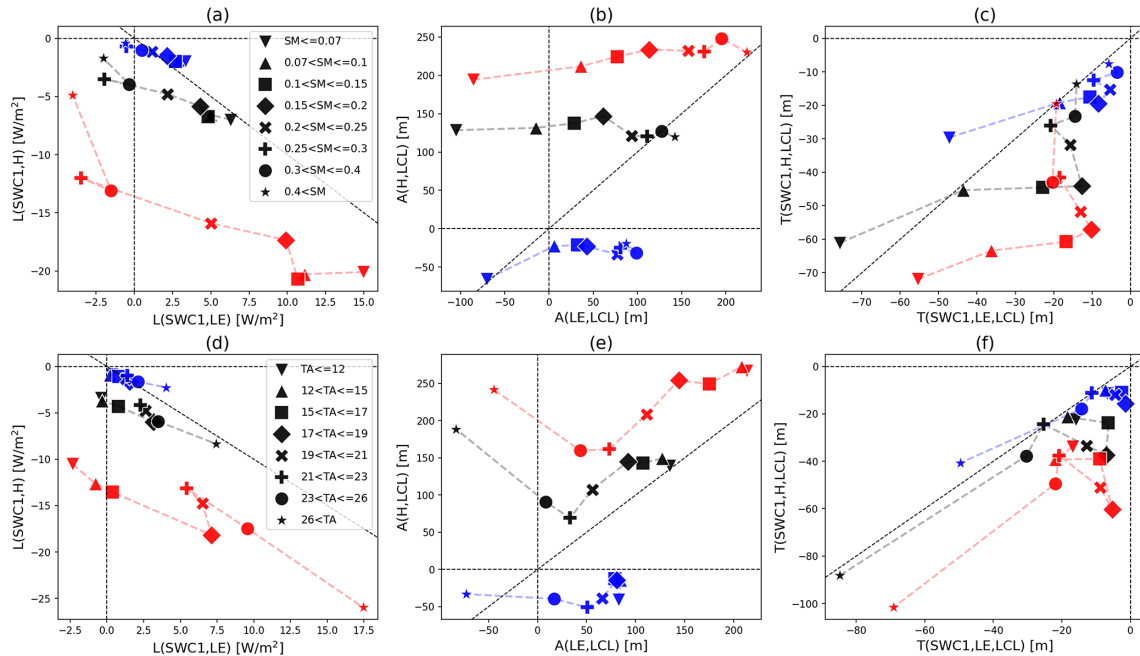 (a)
(b)
(c)
0
−5
−10
−15
−20
L(SWC1,H) [W/m²]
SM<=0.07
0.07<SM<=0.1
0.1<SM<=0.15
0.15<SM<=0.2
0.2<SM<=0.25
0.25<SM<=0.3
0.3<SM<=0.4
0.4<SM
−2.5 0.0 2.5 5.0 7.5 10.0 12.5 15.0
L(SWC1,LE) [W/m²]
250
200
150
100
50
0
−50
A(H,LCL) [m]
−100 −50 0 50 100 150 200 250
A(LE,LCL) [m]
0
−10
−20
−30
−40
−50
−60
−70
T(SWC1,H,LCL) [m]
−70 −60 −50 −40 −30 −20 −10 0
T(SWC1,LE,LCL) [m]
(d)
(e)
(f)
0
−5
−10
−15
−20
−25
L(SWC1,H) [W/m²]
TA<=12
12<TA<=15
15<TA<=17
17<TA<=19
19<TA<=21
21<TA<=23
23<TA<=26
26<TA
−2.5 0.0 2.5 5.0 7.5 10.0 12.5 15.0 17.5
L(SWC1,LE) [W/m²]
250
200
150
100
50
0
−50
A(H,LCL) [m]
−50 0 50 100 150 200
A(LE,LCL) [m]
0
−20
−40
−60
−80
−100
T(SWC1,H,LCL) [m]
−80 −60 −40 −20 0
T(SWC1,LE,LCL) [m]